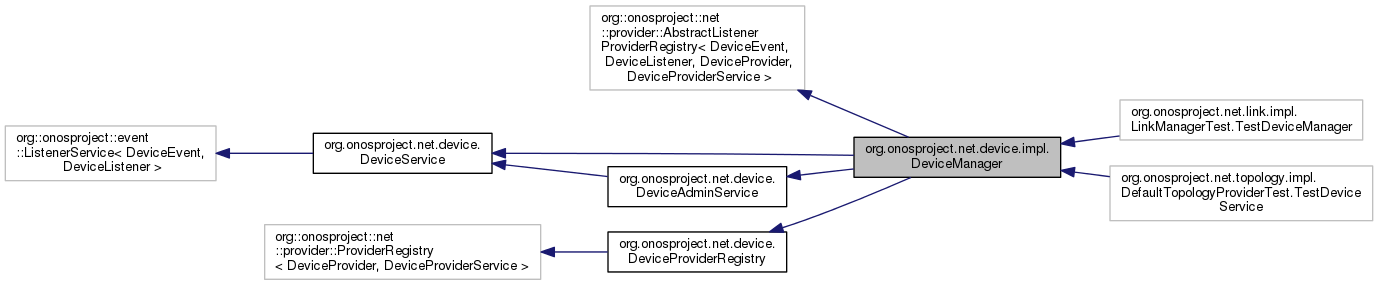 org::onosproject::net
::provider::AbstractListener
ProviderRegistry< DeviceEvent,
DeviceListener, DeviceProvider,
DeviceProviderService >
org::onosproject::event
::ListenerService< DeviceEvent,
DeviceListener >
org.onosproject.net.device.
DeviceService
org.onosproject.net.device.
DeviceAdminService
org::onosproject::net
::provider::ProviderRegistry
< DeviceProvider, DeviceProviderService >
org.onosproject.net.device.
DeviceProviderRegistry
org.onosproject.net.device.impl.
DeviceManager
org.onosproject.net.link.impl.
LinkManagerTest.TestDeviceManager
org.onosproject.net.topology.impl.
DefaultTopologyProviderTest.TestDevice
Service